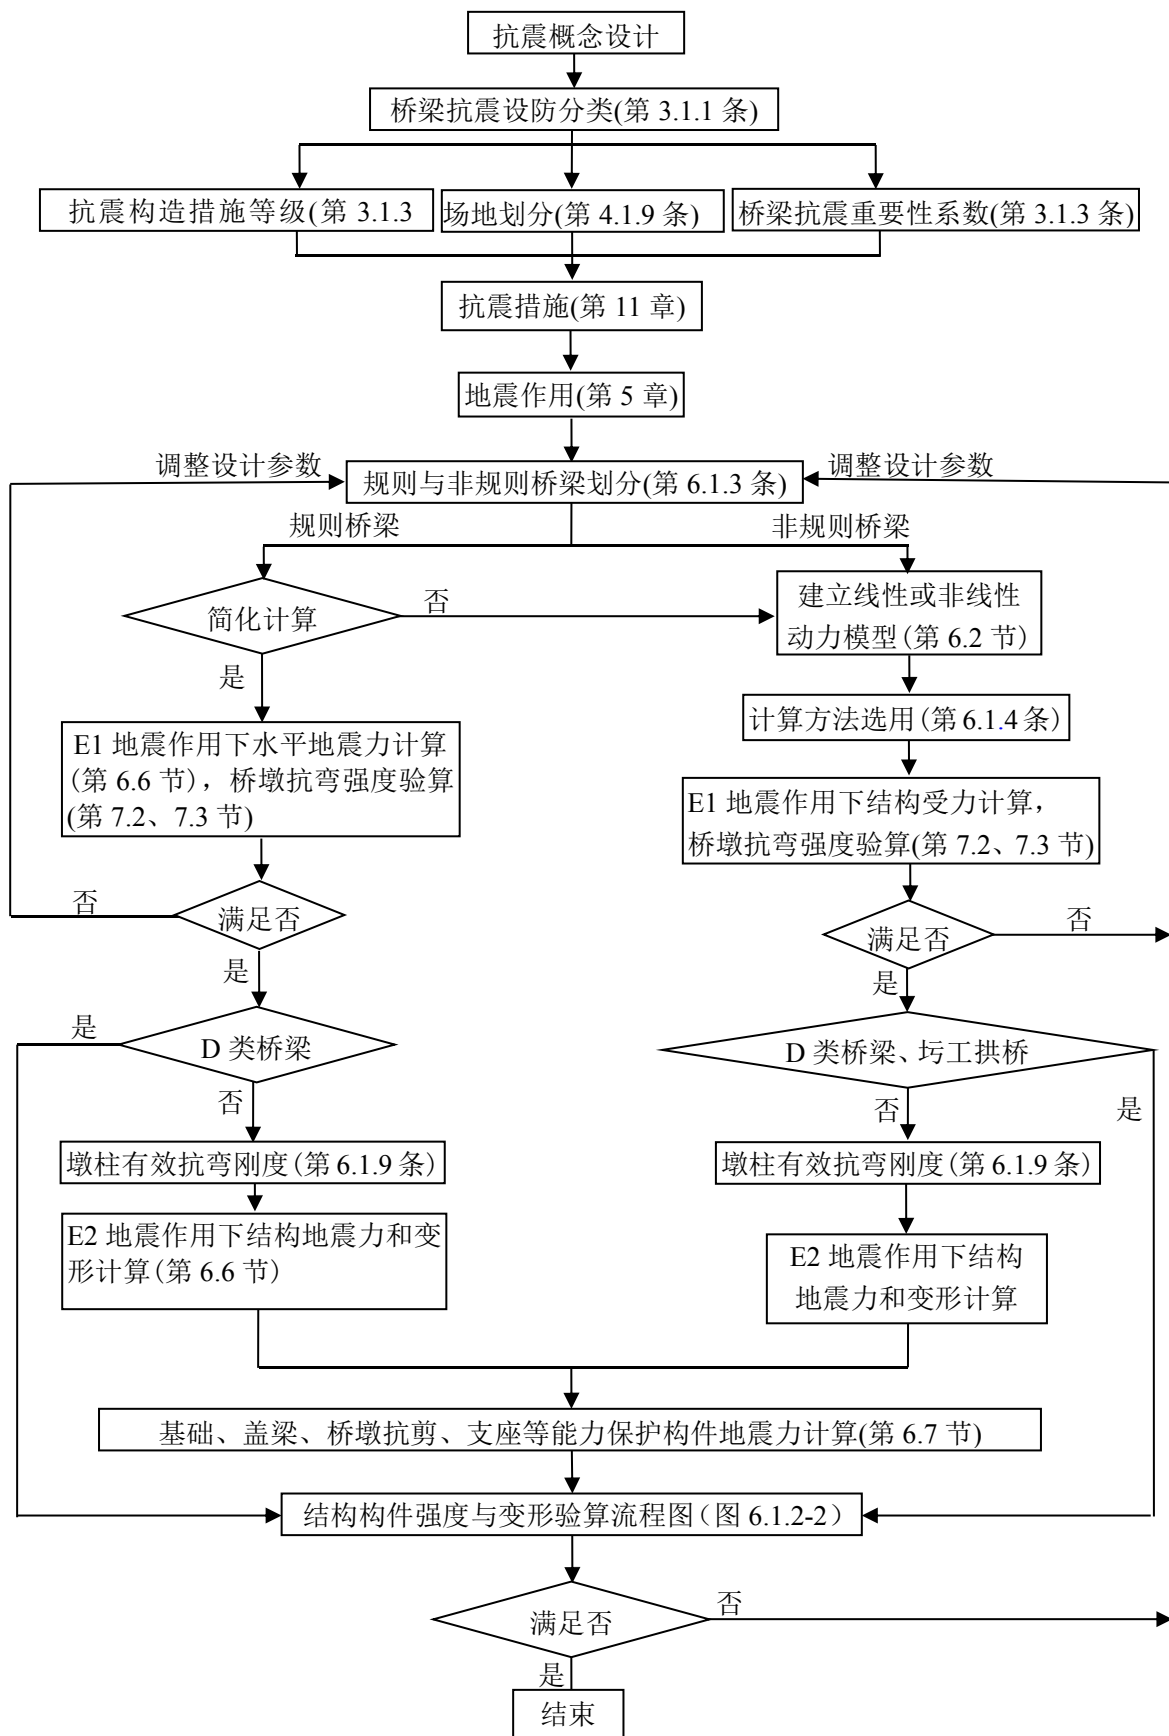 抗震概念设计
桥梁抗震设防分类(第 3.1.1 条)
抗震构造措施等级(第 3.1.3
场地划分(第 4.1.9 条)
桥梁抗震重要性系数(第 3.1.3 条)
抗震措施(第 11 章)
地震作用(第 5 章)
调整设计参数
规则与非规则桥梁划分(第 6.1.3 条)
调整设计参数
规则桥梁
非规则桥梁
简化计算
否
建立线性或非线性
动力模型(第 6.2 节)
是
计算方法选用(第 6.1.4 条)
E1 地震作用下水平地震力计算
(第 6.6 节)，桥墩抗弯强度验算
(第 7.2、7.3 节)
E1 地震作用下结构受力计算，
桥墩抗弯强度验算(第 7.2、7.3 节)
否
满足否
满足否
否
是
是
是
D 类桥梁
D 类桥梁、圬工拱桥
否
否
是
墩柱有效抗弯刚度(第 6.1.9 条)
墩柱有效抗弯刚度(第 6.1.9 条)
E2 地震作用下结构地震力和变
形计算(第 6.6 节)
E2 地震作用下结构
地震力和变形计算
基础、盖梁、桥墩抗剪、支座等能力保护构件地震力计算(第 6.7 节)
结构构件强度与变形验算流程图（图 6.1.2-2）
满足否
否
是
结束